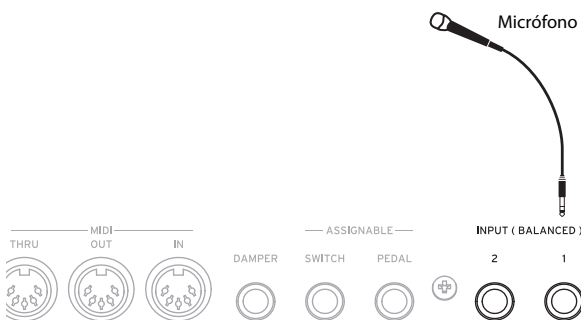 Micrófono
MIDI
THRU OUT IN
DAMPER
ASSIGNABLE
SWITCH PEDAL
INPUT ( BALANCED )
2 1